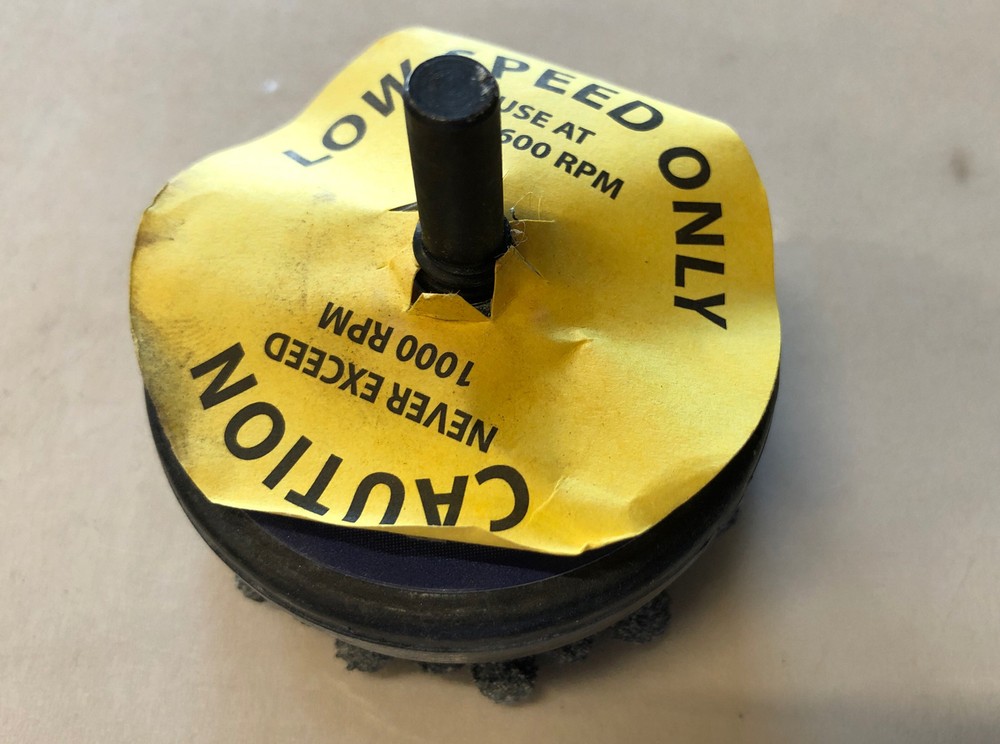 LOW SPEED ONLY
USE AT
600 RPM
CAUTION
NEVER EXCEED
1000 RPM